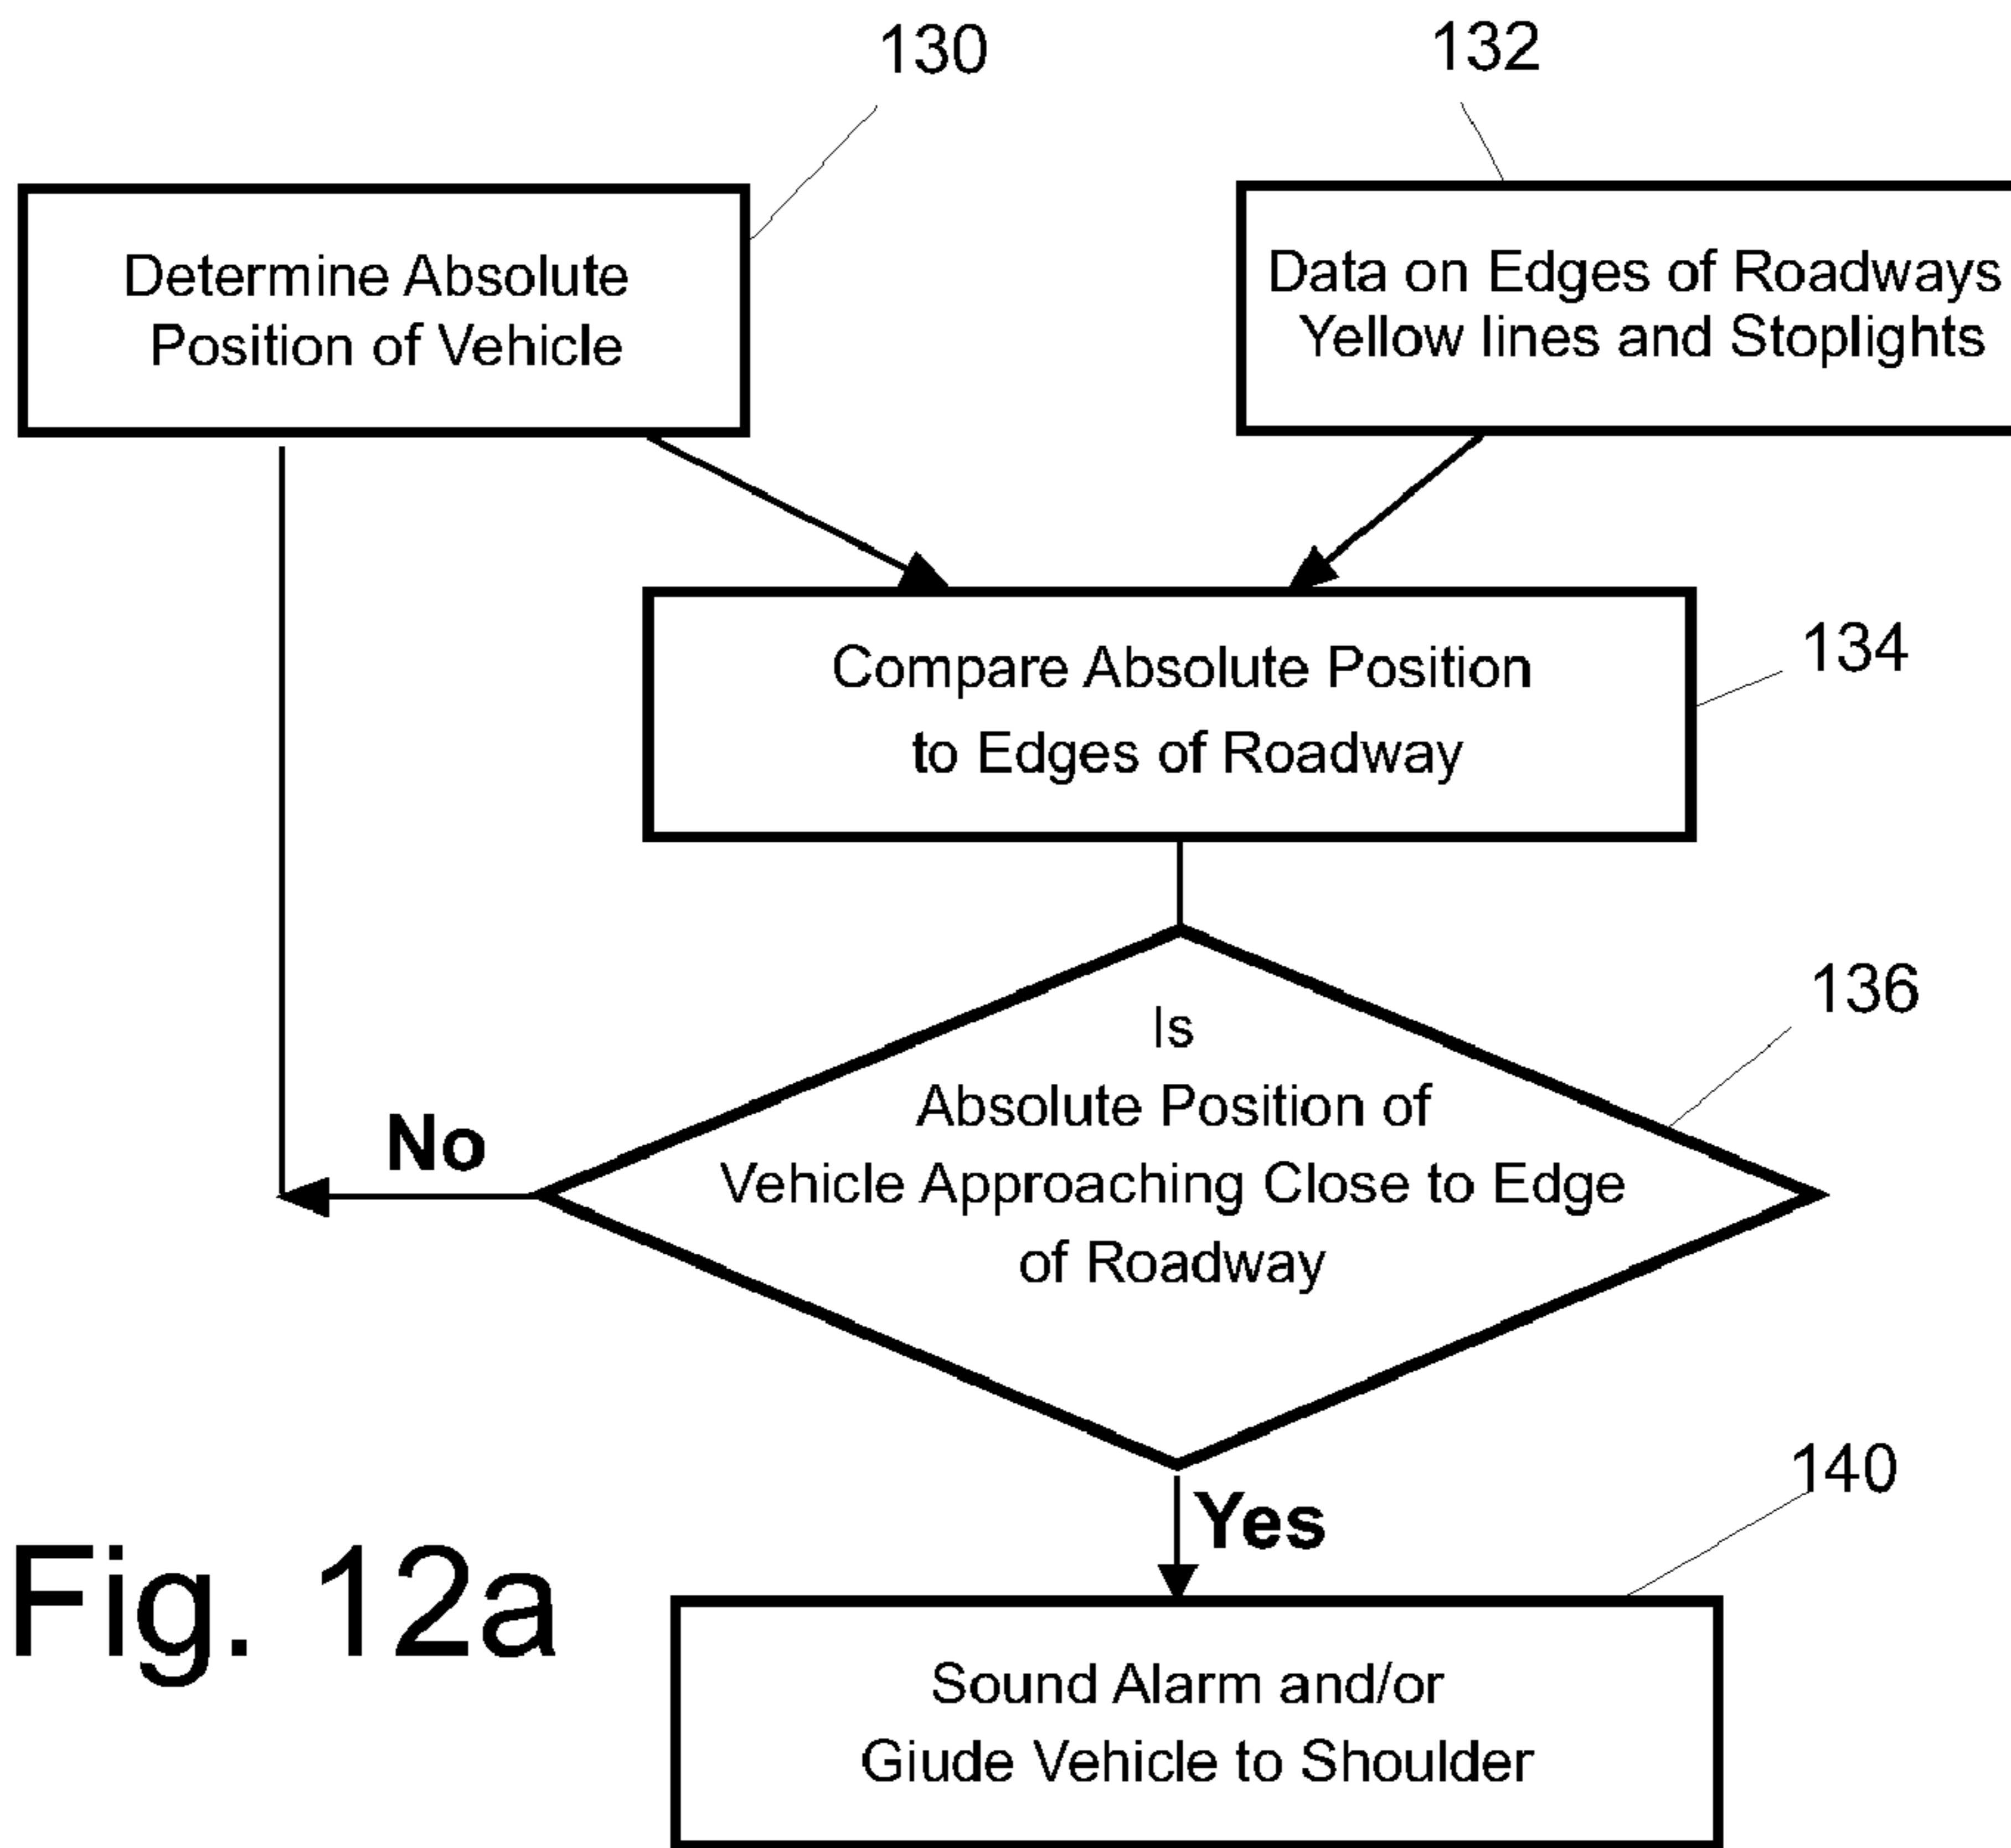 130
132
Determine Absolute
Position of Vehicle
Data on Edges of Roadways
Yellow lines and Stoplights
Compare Absolute Position
to Edges of Roadway
134
Is
Absolute Position of
Vehicle Approaching Close to Edge
of Roadway
136
No
Yes
140
Sound Alarm and/or
Giude Vehicle to Shoulder
Fig. 12a